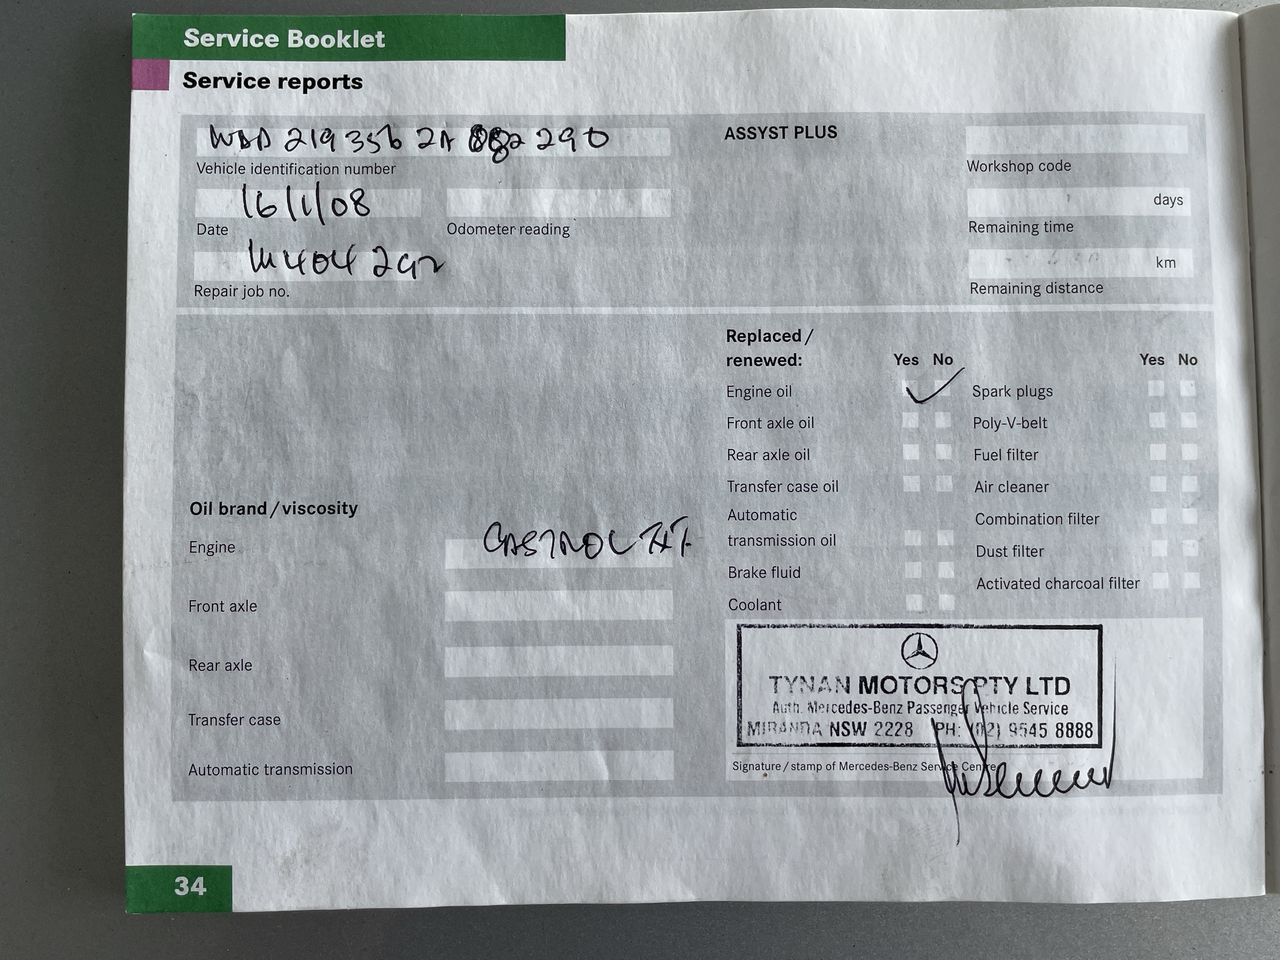 Service Booklet
Service reports
WDD 219 356 2A 082 290
Vehicle identification number
16/1/08
Date
Odometer reading
Repair job no.
ASSYST PLUS
Workshop code
days
Remaining time
km
Remaining distance
Oil brand / viscosity
Engine
CASTROL
Front axle
Rear axle
Transfer case
Automatic transmission
Replaced /
renewed:
Yes No
Engine oil
Front axle oil
Rear axle oil
Transfer case oil
Automatic
transmission oil
Brake fluid
Coolant
Yes No
Spark plugs
Poly-V-belt
Fuel filter
Air cleaner
Combination filter
Dust filter
Activated charcoal filter
TYNAN MOTORS PTY LTD
Auth. Mercedes-Benz Passenger Vehicle Service
MIRANDA NSW 2228 PH: (02) 9545 8888
Signature / stamp of Mercedes-Benz Service Centre
34